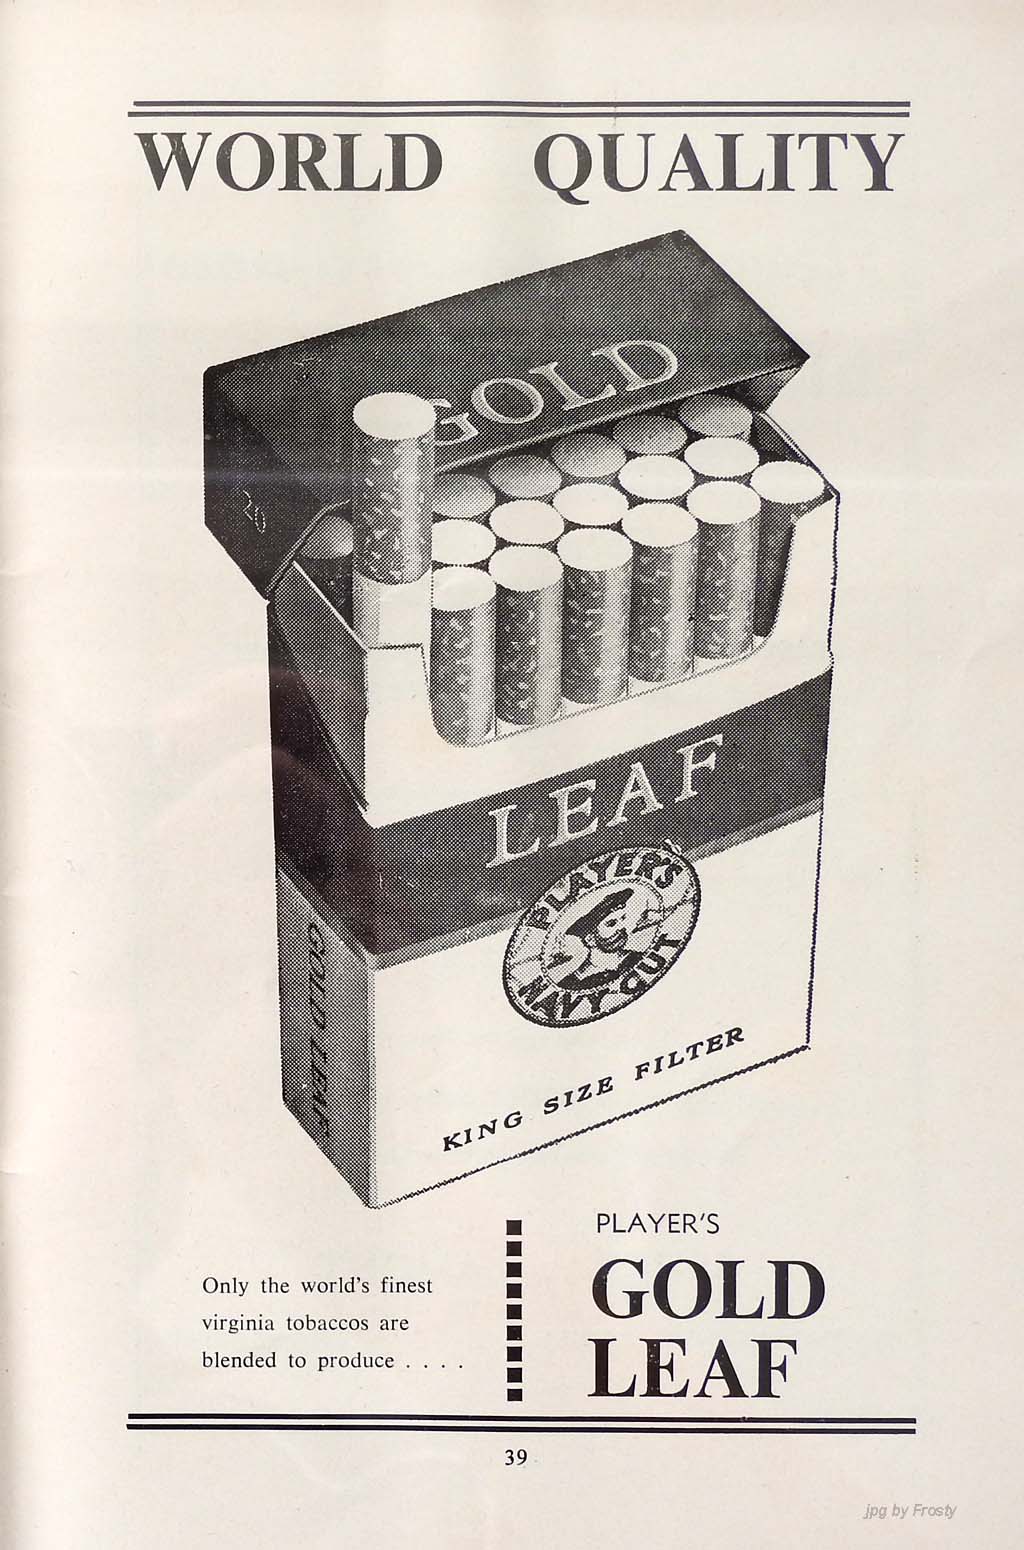 WORLD QUALITY
GOLD
20
LEAF
PLAYER'S
NAVY CUT
GOLD LEAF
KING SIZE FILTER
PLAYER'S
GOLD
LEAF
Only the world's finest
virginia tobaccos are
blended to produce . . . .
39
jpg by Frosty